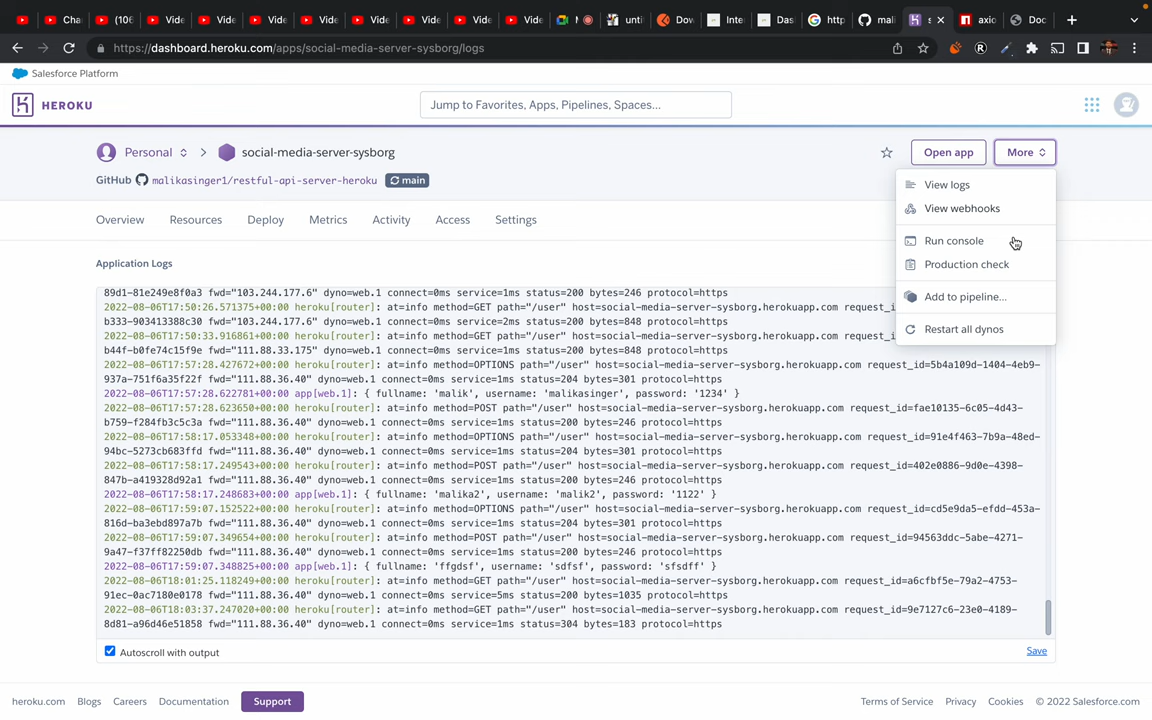 Cha
(106
Vide
Vide
Vide
Vide
Vide
Vide
Vide
Vide
M
unti
Dow
Inte
Das
http
mali
s
axio
Doc
https://dashboard.heroku.com/apps/social-media-server-sysborg/logs
Salesforce Platform
HEROKU
Jump to Favorites, Apps, Pipelines, Spaces...
Personal
social-media-server-sysborg
Open app
More
GitHub malikasinger1/restful-api-server-heroku main
View logs
View webhooks
Run console
Production check
Add to pipeline...
Restart all dynos
Overview Resources Deploy Metrics Activity Access Settings
Application Logs
89d1-81e249e8f0a3 fwd="103.244.177.6" dyno=web.1 connect=0ms service=1ms status=200 bytes=246 protocol=https
2022-08-06T17:50:26.571375+00:00 heroku[router]: at=info method=GET path="/user" host=social-media-server-sysborg.herokuapp.com request_i
b333-903413388c30 fwd="103.244.177.6" dyno=web.1 connect=0ms service=2ms status=200 bytes=848 protocol=https
2022-08-06T17:50:33.916861+00:00 heroku[router]: at=info method=GET path="/user" host=social-media-server-sysborg.herokuapp.com request_i
b44f-b0fe74c15f9e fwd="111.88.33.175" dyno=web.1 connect=0ms service=1ms status=200 bytes=848 protocol=https
2022-08-06T17:57:28.427672+00:00 heroku[router]: at=info method=OPTIONS path="/user" host=social-media-server-sysborg.herokuapp.com request_id=5b4a109d-1404-4eb9-
937a-751f6a35f22f fwd="111.88.36.40" dyno=web.1 connect=0ms service=1ms status=204 bytes=301 protocol=https
2022-08-06T17:57:28.622781+00:00 app[web.1]: { fullname: 'malik', username: 'malikasinger', password: '1234' }
2022-08-06T17:57:28.623650+00:00 heroku[router]: at=info method=POST path="/user" host=social-media-server-sysborg.herokuapp.com request_id=fae10135-6c05-4d43-
b759-f284fb3c5c3a fwd="111.88.36.40" dyno=web.1 connect=0ms service=1ms status=200 bytes=246 protocol=https
2022-08-06T17:58:17.053348+00:00 heroku[router]: at=info method=OPTIONS path="/user" host=social-media-server-sysborg.herokuapp.com request_id=91e4f463-7b9a-48ed-
94bc-5273cb683ffd fwd="111.88.36.40" dyno=web.1 connect=0ms service=1ms status=204 bytes=301 protocol=https
2022-08-06T17:58:17.249543+00:00 heroku[router]: at=info method=POST path="/user" host=social-media-server-sysborg.herokuapp.com request_id=402e0886-9d0e-4398-
847b-a419328d92a1 fwd="111.88.36.40" dyno=web.1 connect=0ms service=1ms status=200 bytes=246 protocol=https
2022-08-06T17:58:17.248683+00:00 app[web.1]: { fullname: 'malika2', username: 'malik2', password: '1122' }
2022-08-06T17:59:07.152522+00:00 heroku[router]: at=info method=OPTIONS path="/user" host=social-media-server-sysborg.herokuapp.com request_id=cd5e9da5-efdd-453a-
816d-ba3ebd897a7b fwd="111.88.36.40" dyno=web.1 connect=0ms service=1ms status=204 bytes=301 protocol=https
2022-08-06T17:59:07.349654+00:00 heroku[router]: at=info method=POST path="/user" host=social-media-server-sysborg.herokuapp.com request_id=94563ddc-5abe-4271-
9a47-f37ff82250db fwd="111.88.36.40" dyno=web.1 connect=0ms service=1ms status=200 bytes=246 protocol=https
2022-08-06T17:59:07.348825+00:00 app[web.1]: { fullname: 'ffgdsf', username: 'sdfsf', password: 'sfsdff' }
2022-08-06T18:01:25.118249+00:00 heroku[router]: at=info method=GET path="/user" host=social-media-server-sysborg.herokuapp.com request_id=a6cfbf5e-79a2-4753-
91ec-0ac7180e0178 fwd="111.88.36.40" dyno=web.1 connect=0ms service=5ms status=200 bytes=1035 protocol=https
2022-08-06T18:03:37.247020+00:00 heroku[router]: at=info method=GET path="/user" host=social-media-server-sysborg.herokuapp.com request_id=9e7127c6-23e0-4189-
8d81-a96d46e51858 fwd="111.88.36.40" dyno=web.1 connect=0ms service=1ms status=304 bytes=183 protocol=https
Autoscroll with output
Save
heroku.com Blogs Careers Documentation Support
Terms of Service Privacy Cookies © 2022 Salesforce.com